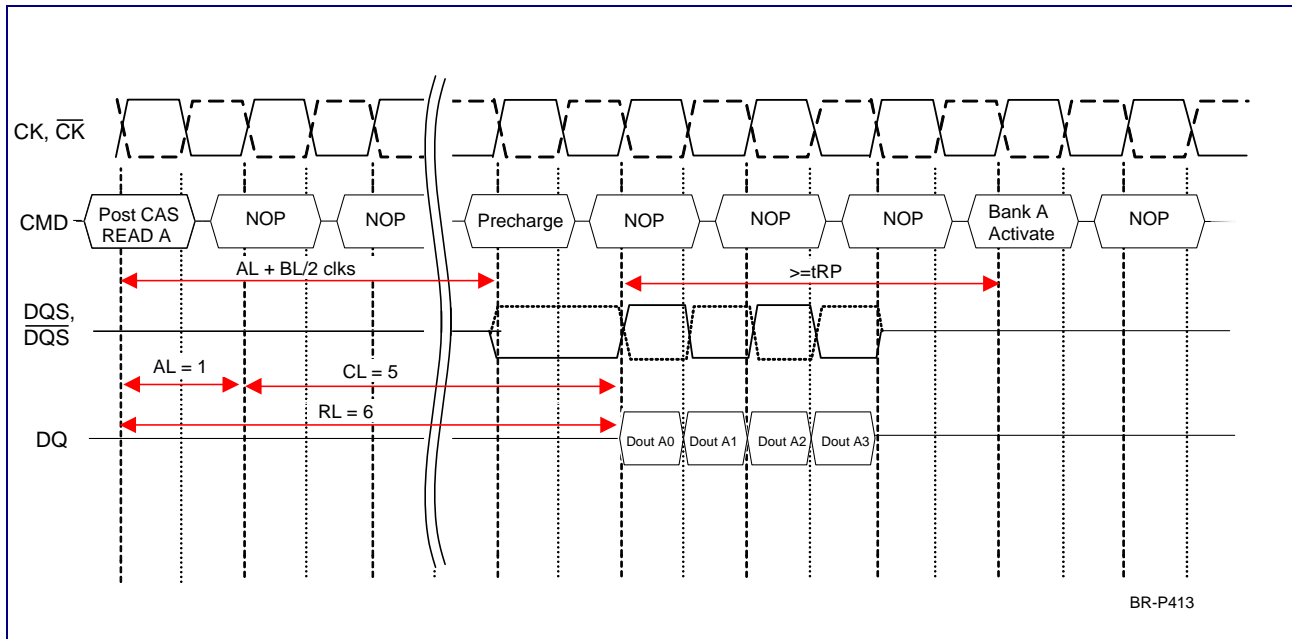 CK, CK
CMD
Post CAS
READ A
NOP
NOP
Precharge
NOP
NOP
NOP
Bank A
Activate
NOP
AL + BL/2 clks
>=tRP
DQS,
DQS
AL = 1
CL = 5
RL = 6
DQ
Dout A0
Dout A1
Dout A2
Dout A3
BR-P413